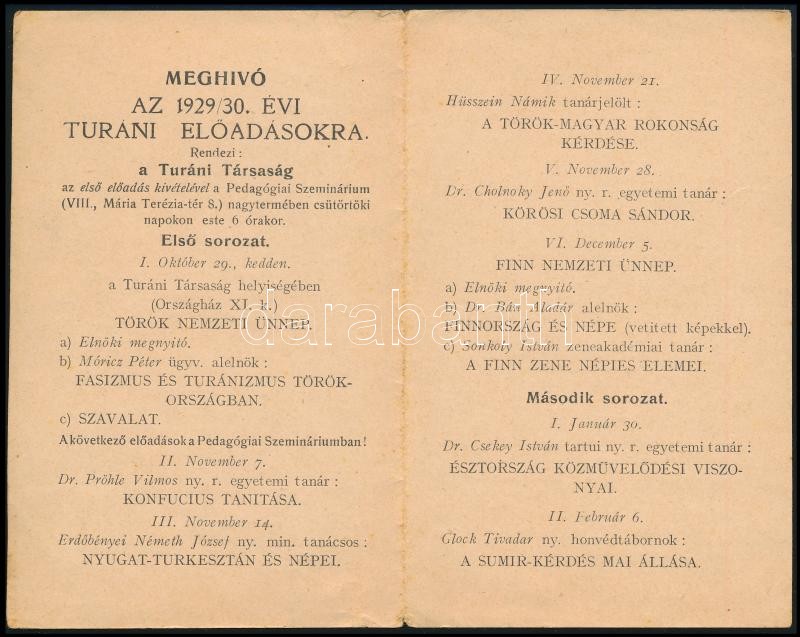 MEGHIVÓ
AZ 1929/30. ÉVI
TURÁNI ELŐADÁSOKRA.
Rendezi :
a Turáni Társaság
az első előadás kivételével a Pedagógiai Szeminárium
(VIII., Mária Terézia-tér 8.) nagytermében csütörtöki
napokon este 6 órakor.
Első sorozat.
I. Október 29., kedden.
a Turáni Társaság helyiségében
(Országház XI. k.)
TÖRÖK NEMZETI ÜNNEP.
a) Elnöki megnyitó.
b) Móricz Péter ügyv. alelnök :
FASIZMUS ÉS TURÁNIZMUS TÖRÖK-
ORSZÁGBAN.
c) SZAVALAT.
A következő előadások a Pedagógiai Szemináriumban!
II. November 7.
Dr. Pröhle Vilmos ny. r. egyetemi tanár :
KONFUCIUS TANITÁSA.
III. November 14.
Erdőbényei Németh József ny. min. tanácsos :
NYUGAT-TURKESZTÁN ÉS NÉPEI.
IV. November 21.
Hüsszein Námik tanárjelölt :
A TÖRÖK-MAGYAR ROKONSÁG
KÉRDÉSE.
V. November 28.
Dr. Cholnoky Jenő ny. r. egyetemi tanár :
KÖRÖSI CSOMA SÁNDOR.
VI. December 5.
FINN NEMZETI ÜNNEP.
a) Elnöki megnyitó.
b) Dr. Bán Aladár alelnök :
FINNORSZÁG ÉS NÉPE (vetitett képekkel).
c) Sonkoly István zeneakadémiai tanár :
A FINN ZENE NÉPIES ELEMEI.
Második sorozat.
I. Január 30.
Dr. Csekey István tartui ny. r. egyetemi tanár :
ÉSZTORSZÁG KÖZMŰVELŐDÉSI VISZO-
NYAI.
II. Február 6.
Glock Tivadar ny. honvédtábornok :
A SUMIR-KÉRDÉS MAI ÁLLÁSA.
darabanth.com